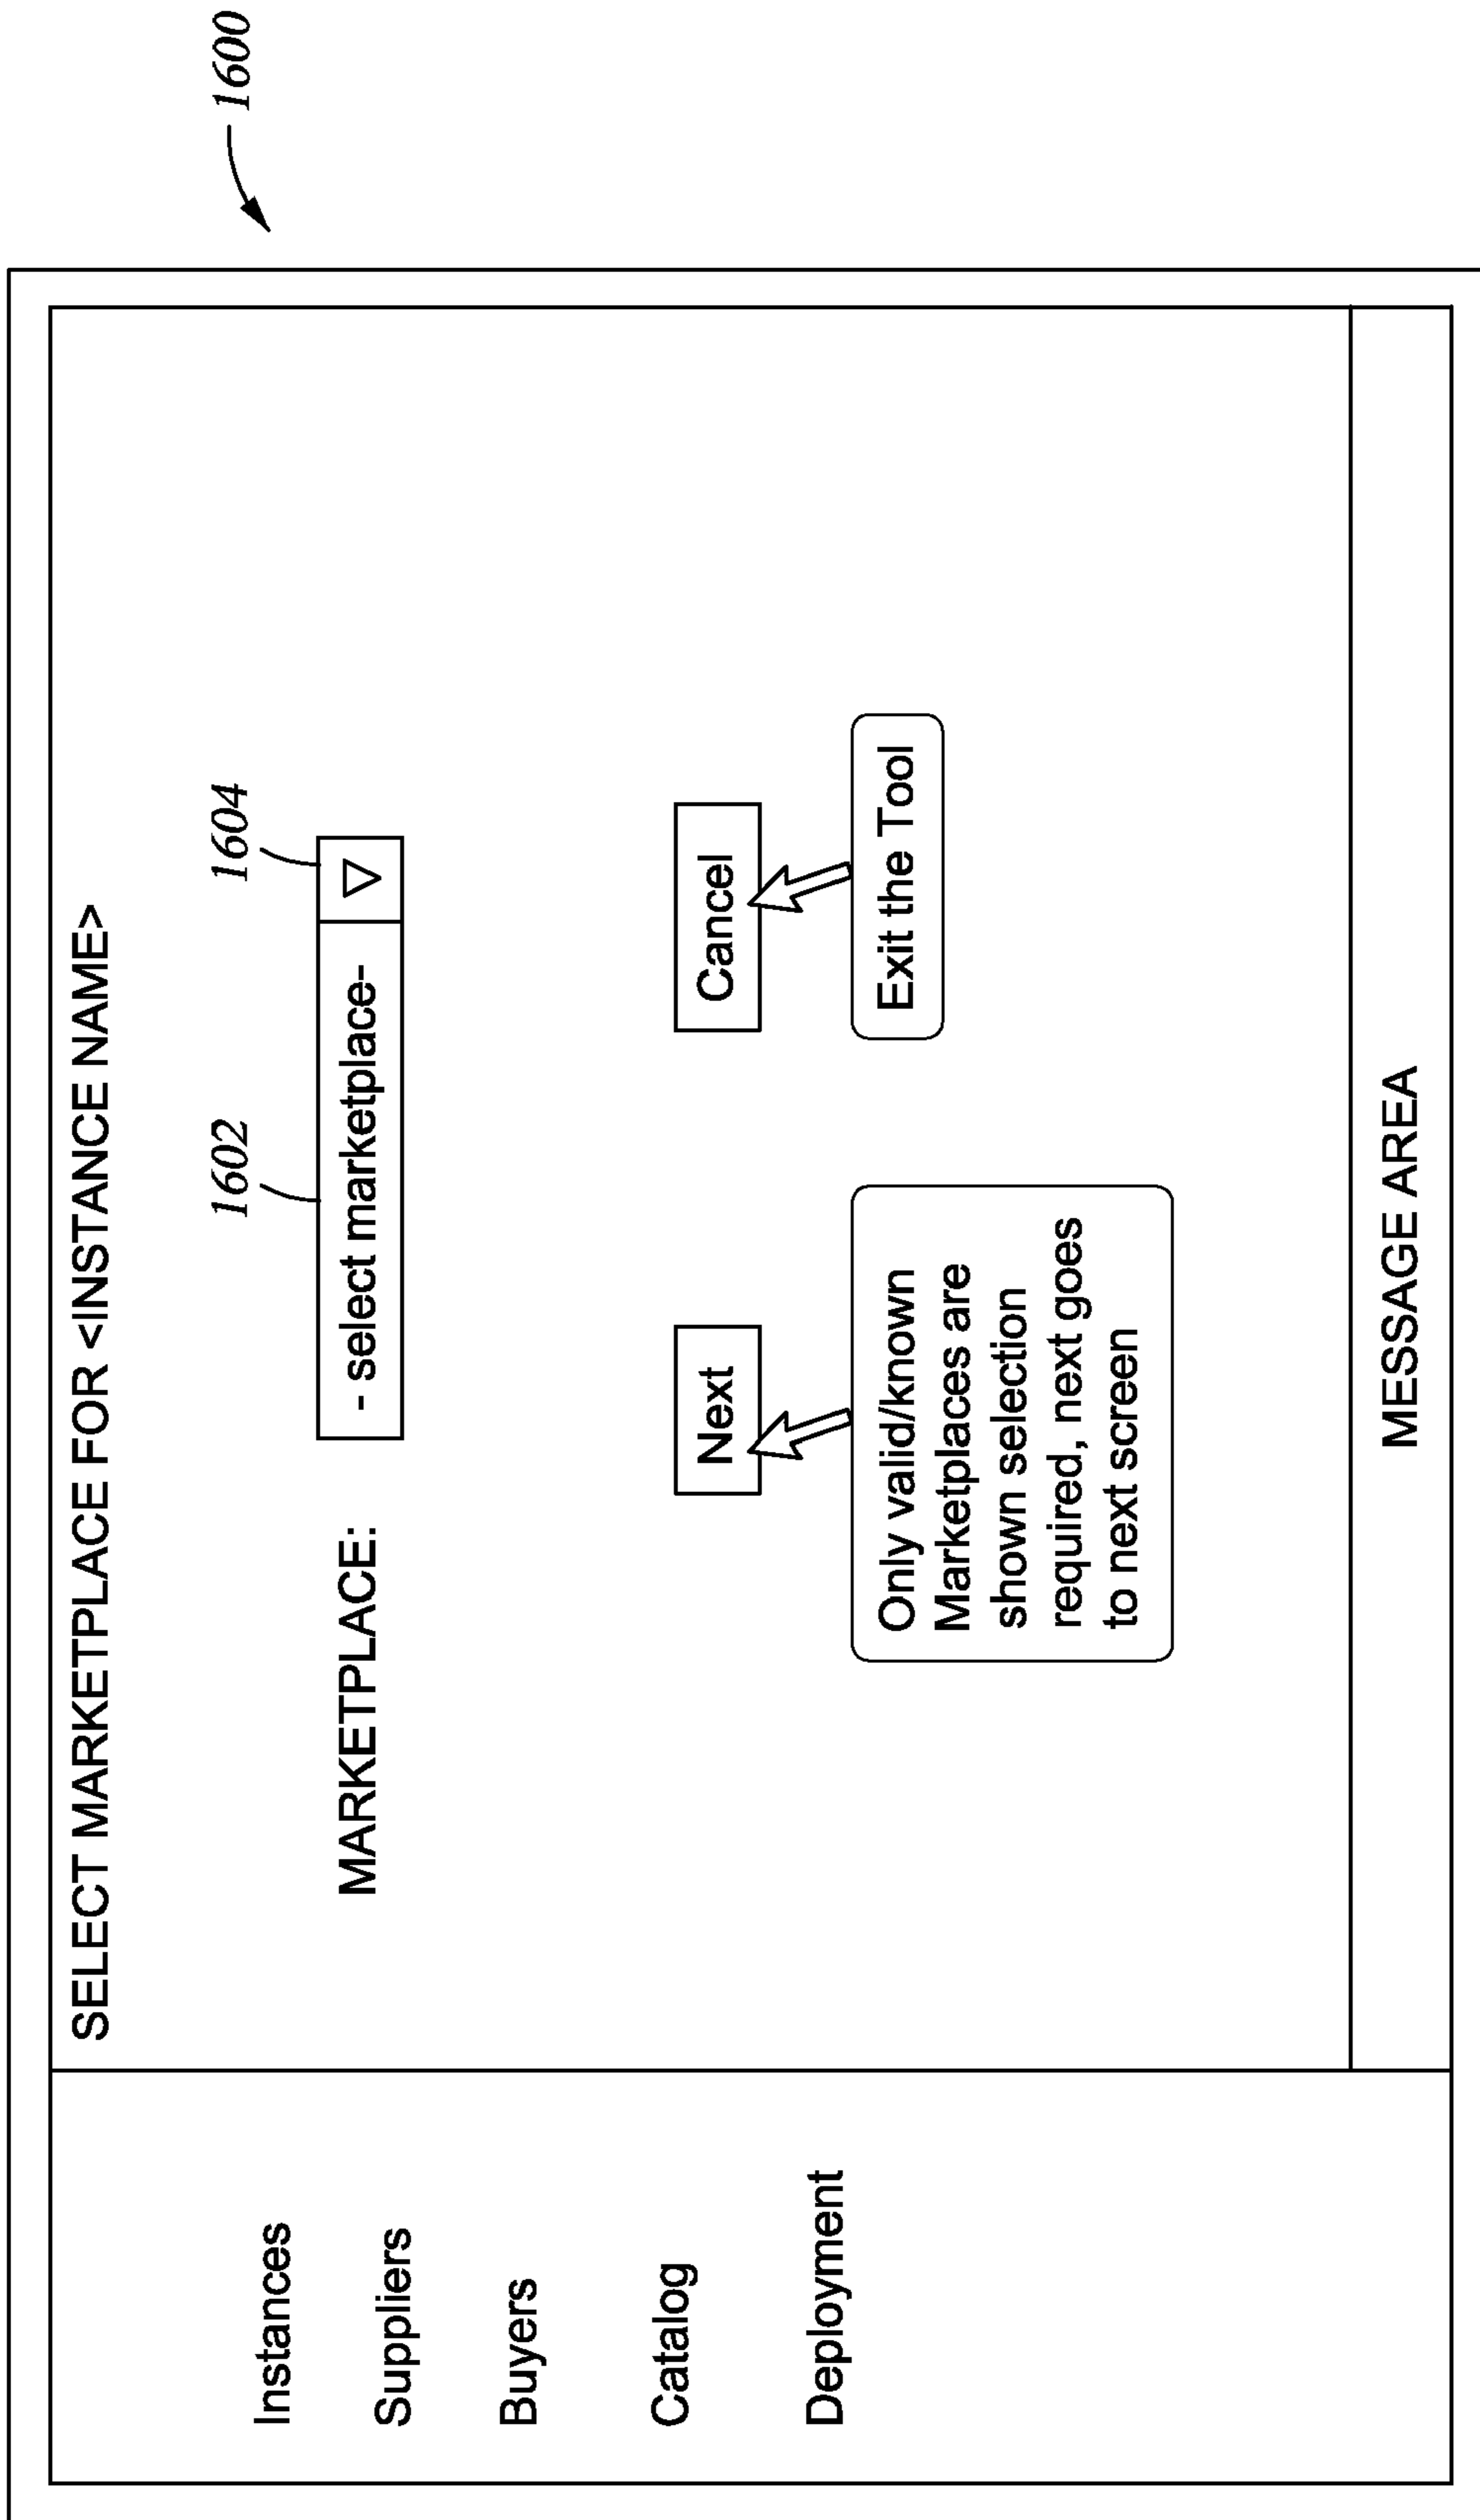 1600
SELECT MARKETPLACE FOR <INSTANCE NAME>
Instances
Suppliers
Buyers
Catalog
Deployment
1602
1604
MARKETPLACE:
- select marketplace-
Next
Cancel
Only valid/known
Marketplaces are
shown selection
required, next goes
to next screen
Exit the Tool
MESSAGE AREA